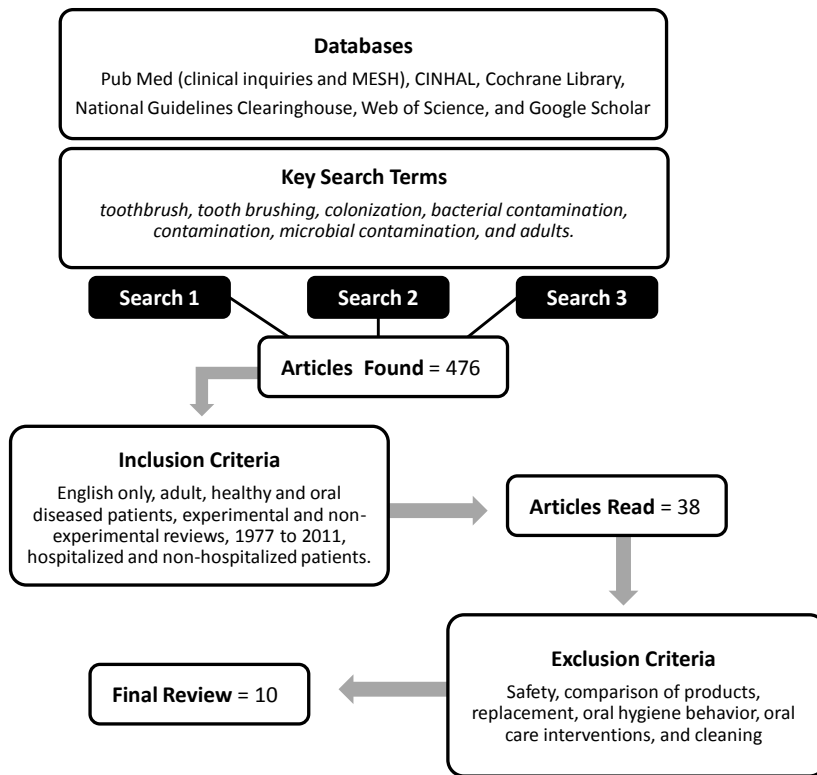 Databases
Pub Med (clinical inquiries and MESH), CINHAL, Cochrane Library,
National Guidelines Clearinghouse, Web of Science, and Google Scholar
Key Search Terms
toothbrush, tooth brushing, colonization, bacterial contamination,
contamination, microbial contamination, and adults.
Search 1
Search 2
Search 3
Articles Found = 476
Inclusion Criteria
English only, adult, healthy and oral
diseased patients, experimental and non-
experimental reviews, 1977 to 2011,
hospitalized and non-hospitalized patients.
Articles Read = 38
Exclusion Criteria
Safety, comparison of products,
replacement, oral hygiene behavior, oral
care interventions, and cleaning
Final Review = 10